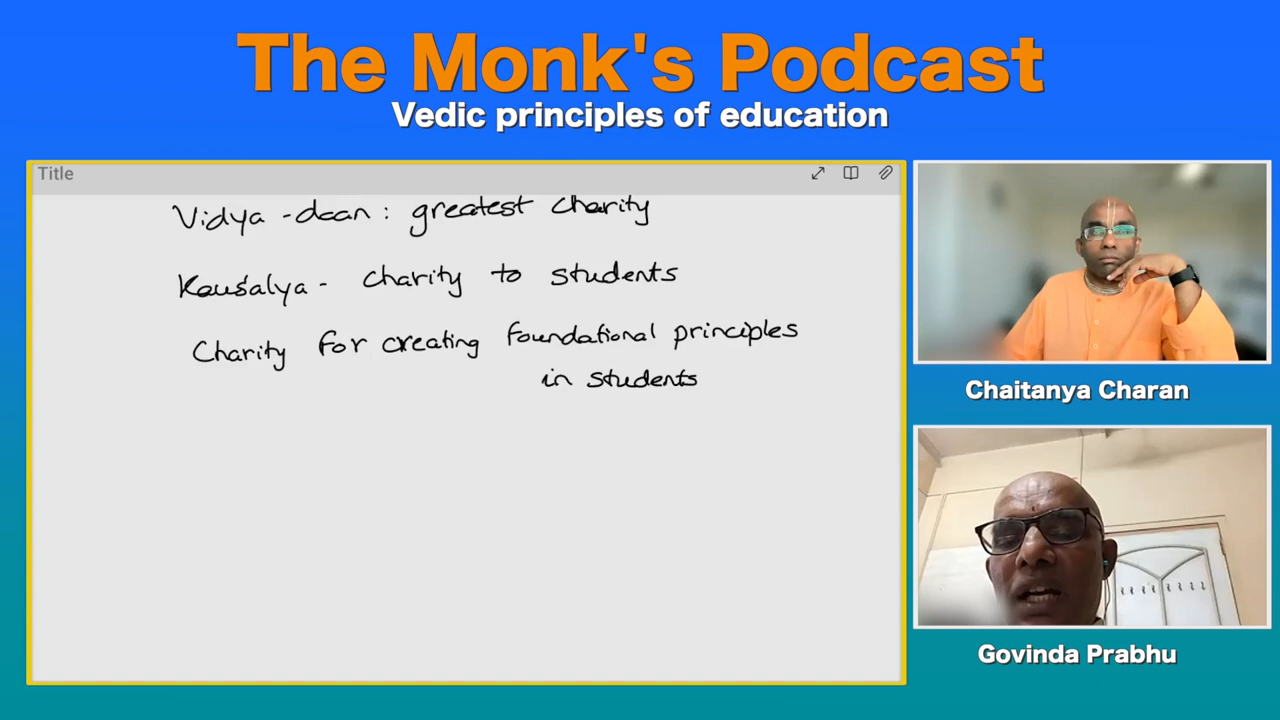 The Monk's Podcast
Vedic principles of education
Title
Vidya - daan : greatest charity
Kausalya - charity to students
Charity for creating foundational principles
in students
Chaitanya Charan
Govinda Prabhu